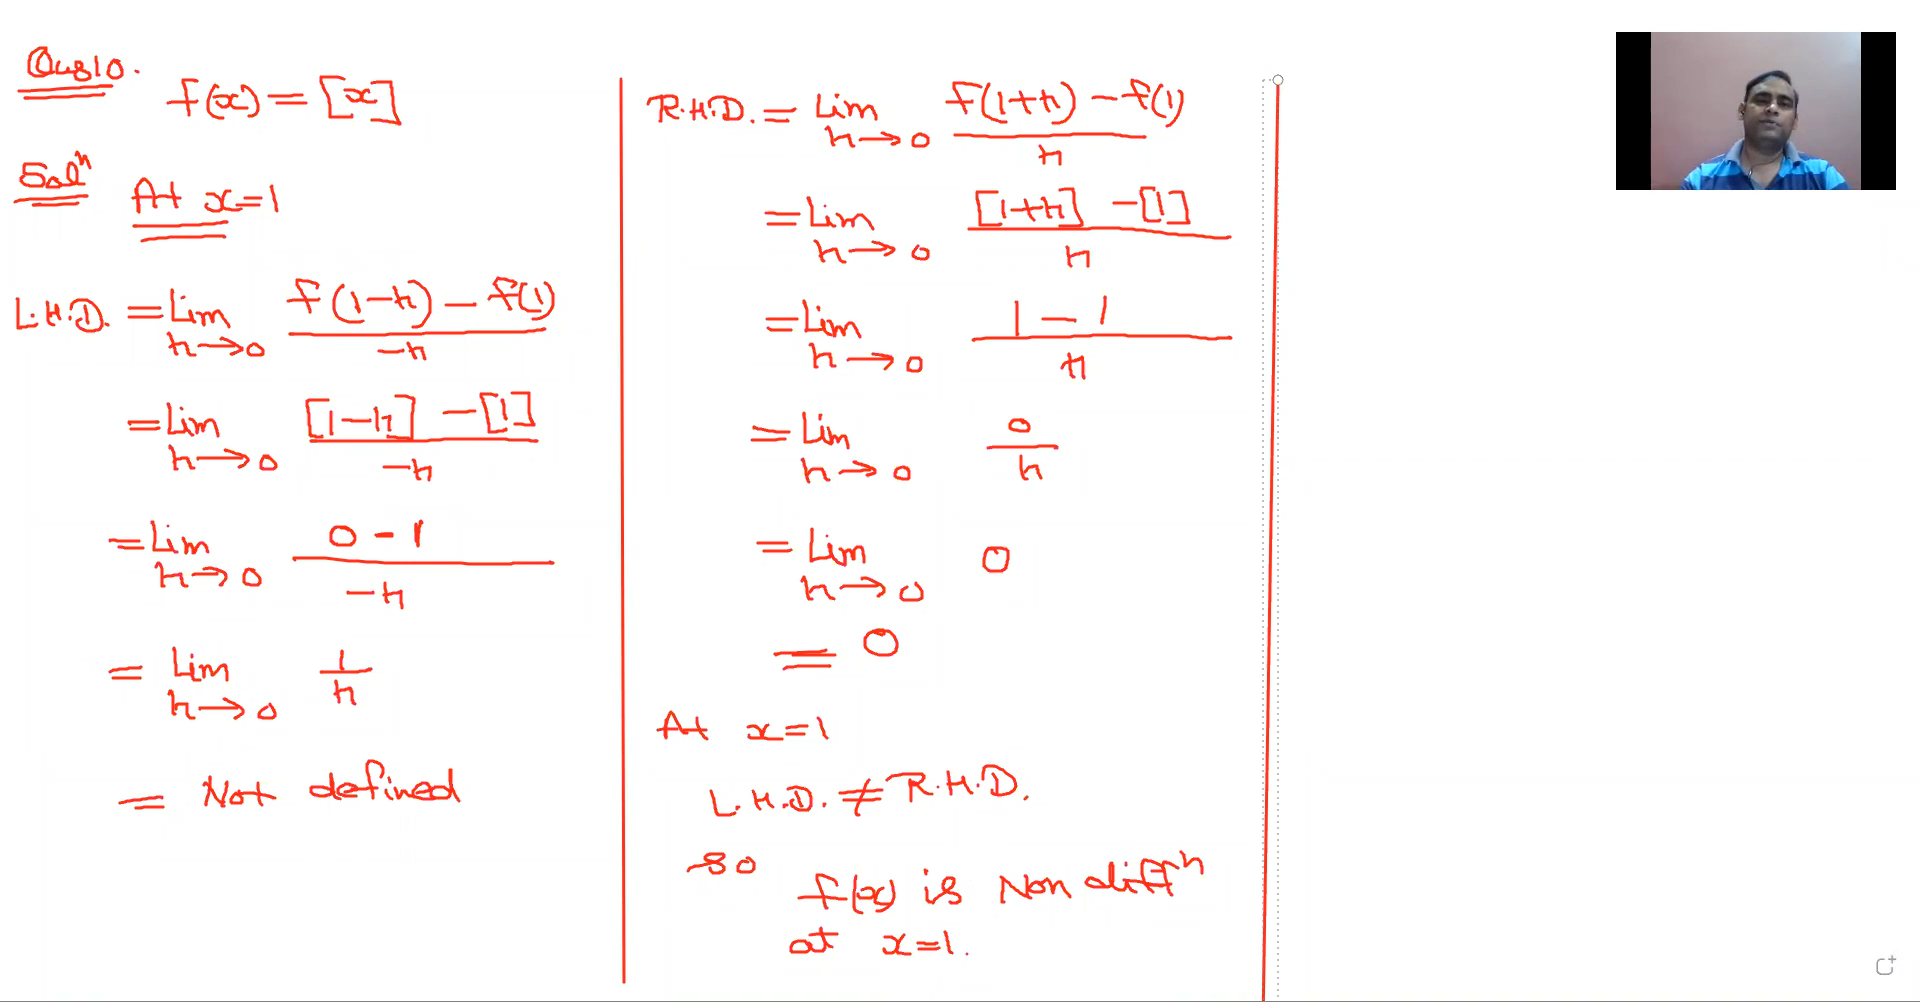 Ques10.
f(x) = [x]
Solⁿ
At x=1
L.H.D. = Lim h→0 f(1-h) - f(1) / -h
= Lim h→0 [1-h] - [1] / -h
= Lim h→0 0 - 1 / -h
= Lim h→0 1/h
= Not defined
R.H.D. = Lim h→0 f(1+h) - f(1) / h
= Lim h→0 [1+h] - [1] / h
= Lim h→0 1 - 1 / h
= Lim h→0 0/h
= Lim h→0 0
= 0
At x=1
L.H.D. ≠ R.H.D.
So
f(x) is Non diffⁿ
at x=1.